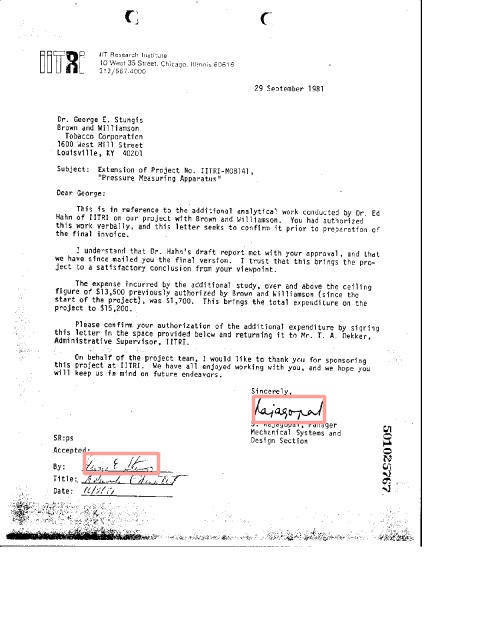 IITRI
IIT Research Institute
10 West 35 Street, Chicago, Illinois 60616
312/567-4000
29 September 1981
Dr. George E. Stungis
Brown and Williamson
Tobacco Corporation
1600 West Hill Street
Louisville, KY 40201
Subject: Extension of Project No. IITRI-M08141,
"Pressure Measuring Apparatus"
Dear George:
This is in reference to the additional analytical work conducted by Dr. Ed
Hahn of IITRI on our project with Brown and Williamson. You had authorized
this work verbally, and this letter seeks to confirm it prior to preparation of
the final invoice.
I understand that Dr. Hahn's draft report met with your approval, and that
we have since mailed you the final version. I trust that this brings the pro-
ject to a satisfactory conclusion from your viewpoint.
The expense incurred by the additional study, over and above the ceiling
figure of $13,500 previously authorized by Brown and Williamson (since the
start of the project), was $1,700. This brings the total expenditure on the
project to $15,200.
Please confirm your authorization of the additional expenditure by signing
this letter in the space provided below and returning it to Mr. T. A. Dekker,
Administrative Supervisor, IITRI.
On behalf of the project team, I would like to thank you for sponsoring
this project at IITRI. We have all enjoyed working with you, and we hope you
will keep us in mind on future endeavors.
Sincerely,
Rajagopal
S. Rajagopal, Manager
Mechanical Systems and
Design Section
SR:ps
Accepted:
By: George E. Stungis
Title:
Date:
501025767